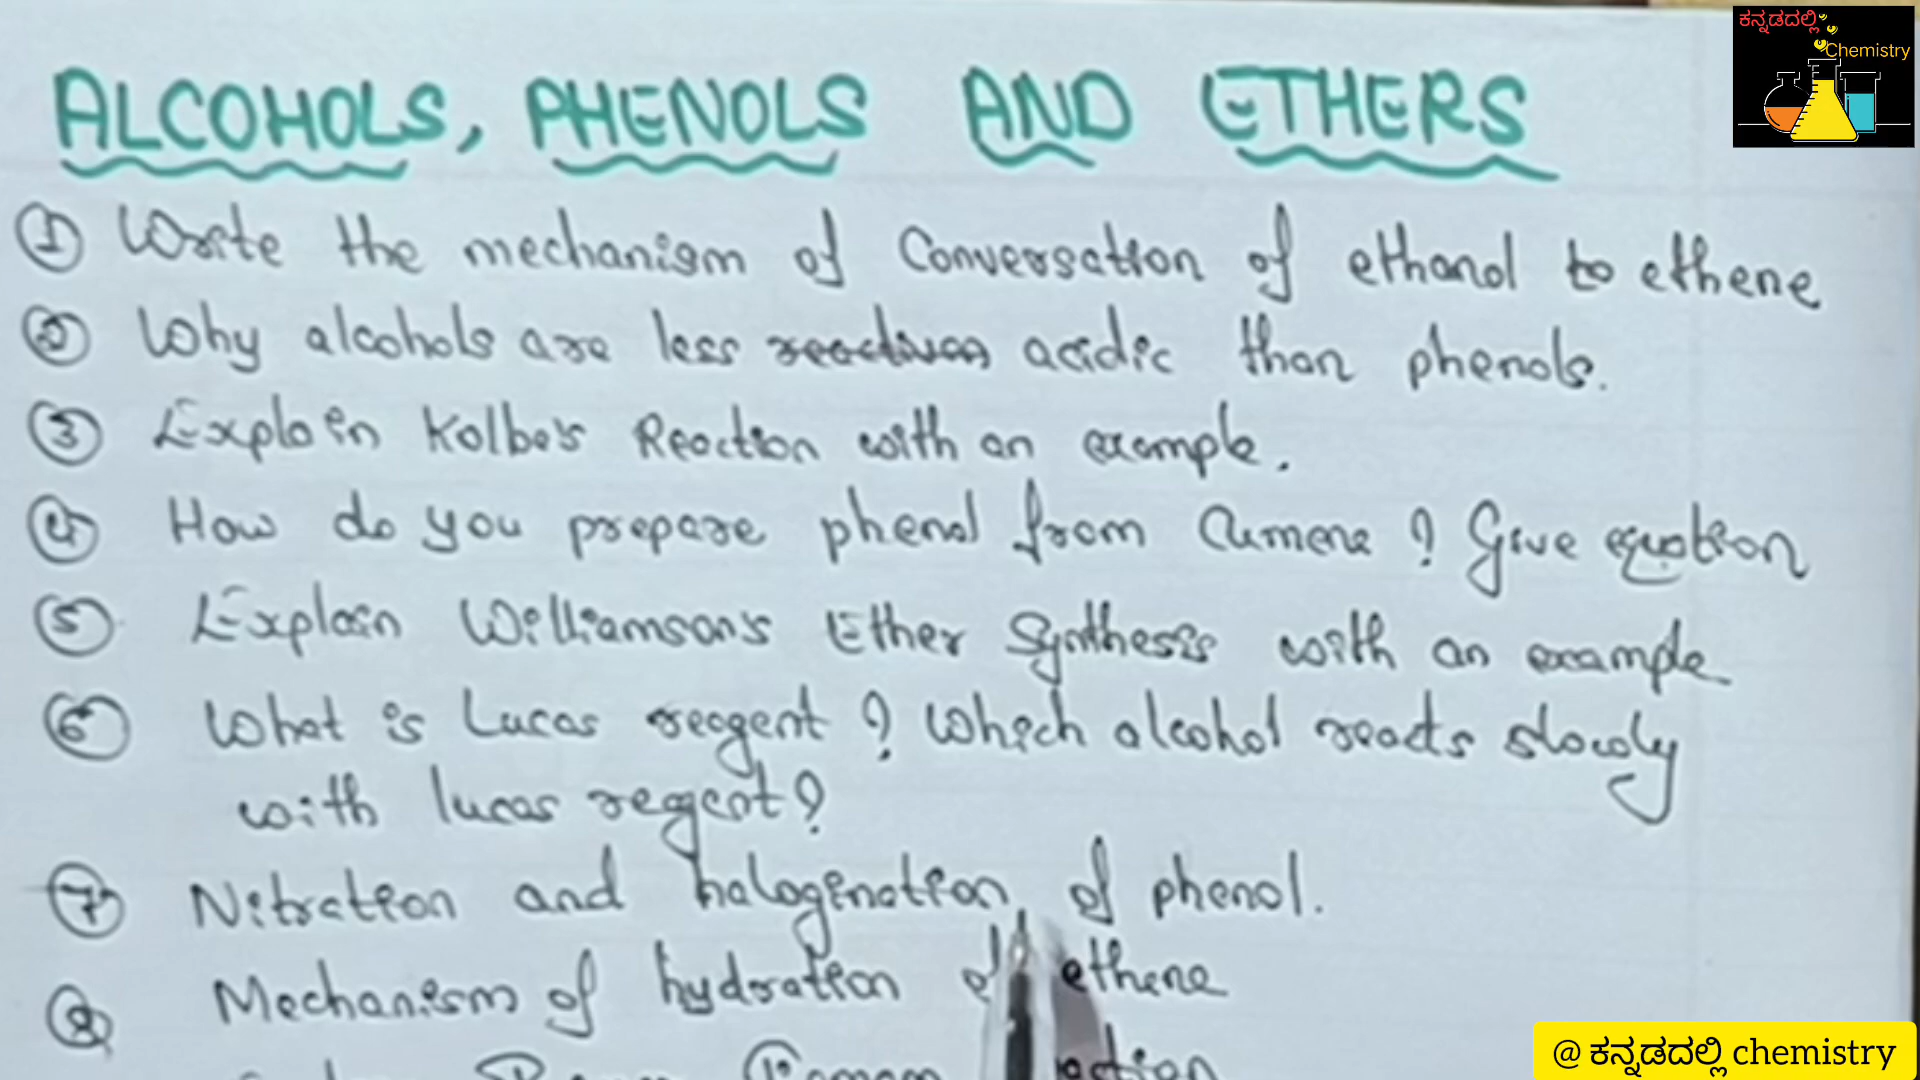 ಕನ್ನಡದಲ್ಲಿ
Chemistry
ALCOHOLS, PHENOLS AND ETHERS
① Write the mechanism of Conversation of ethanol to ethene
② Why alcohols are less acidic than phenols.
③ Explain Kolbe's Reaction with an example.
④ How do you prepare phenol from Cumene ? Give equation
⑤ Explain Williamson's Ether Synthesis with an example
⑥ What is Lucas reagent ? Which alcohol reacts slowly
with lucas regent?
⑦ Nitration and halogenation of phenol.
⑧ Mechanism of hydration of ethene
@ ಕನ್ನಡದಲ್ಲಿ chemistry